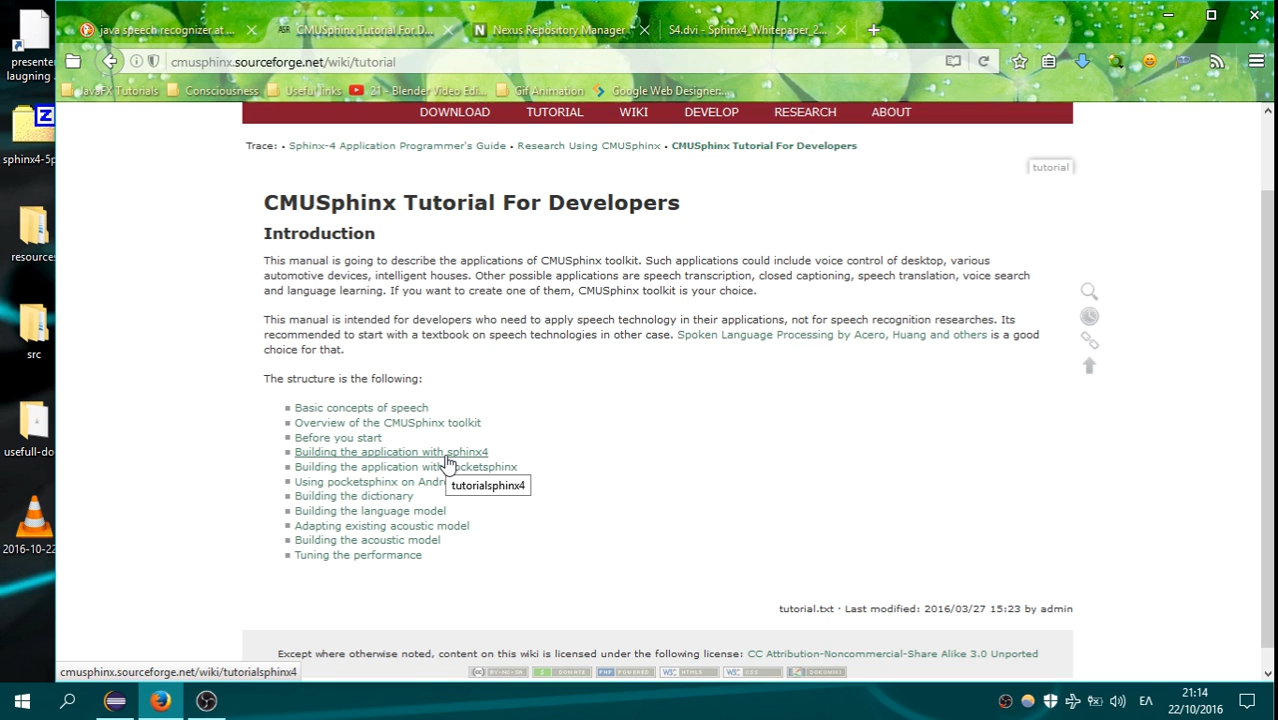 java speech recognizer at ...
ASR CMUSphinx Tutorial For D...
N Nexus Repository Manager
S4.dvi - Sphinx4_Whitepaper_2...
cmusphinx.sourceforge.net/wiki/tutorial
JavaFX Tutorials
Consciousness
Useful links
21 - Blender Video Edi...
Gif Animation
Google Web Designer:...
DOWNLOAD TUTORIAL WIKI DEVELOP RESEARCH ABOUT
Trace: • Sphinx-4 Application Programmer's Guide • Research Using CMUSphinx • CMUSphinx Tutorial For Developers
tutorial
CMUSphinx Tutorial For Developers
Introduction
This manual is going to describe the applications of CMUSphinx toolkit. Such applications could include voice control of desktop, various
automotive devices, intelligent houses. Other possible applications are speech transcription, closed captioning, speech translation, voice search
and language learning. If you want to create one of them, CMUSphinx toolkit is your choice.
This manual is intended for developers who need to apply speech technology in their applications, not for speech recognition researches. Its
recommended to start with a textbook on speech technologies in other case. Spoken Language Processing by Acero, Huang and others is a good
choice for that.
The structure is the following:
Basic concepts of speech
Overview of the CMUSphinx toolkit
Before you start
Building the application with sphinx4
Building the application with pocketsphinx
Using pocketsphinx on Andr
tutorialsphinx4
Building the dictionary
Building the language model
Adapting existing acoustic model
Building the acoustic model
Tuning the performance
tutorial.txt · Last modified: 2016/03/27 15:23 by admin
Except where otherwise noted, content on this wiki is licensed under the following license: CC Attribution-Noncommercial-Share Alike 3.0 Unported
cmusphinx.sourceforge.net/wiki/tutorialsphinx4
DONATE
presenter
laugning ...
Z
sphinx4-5p
resources
src
usefull-do
2016-10-22
ΕΛ
21:14
22/10/2016